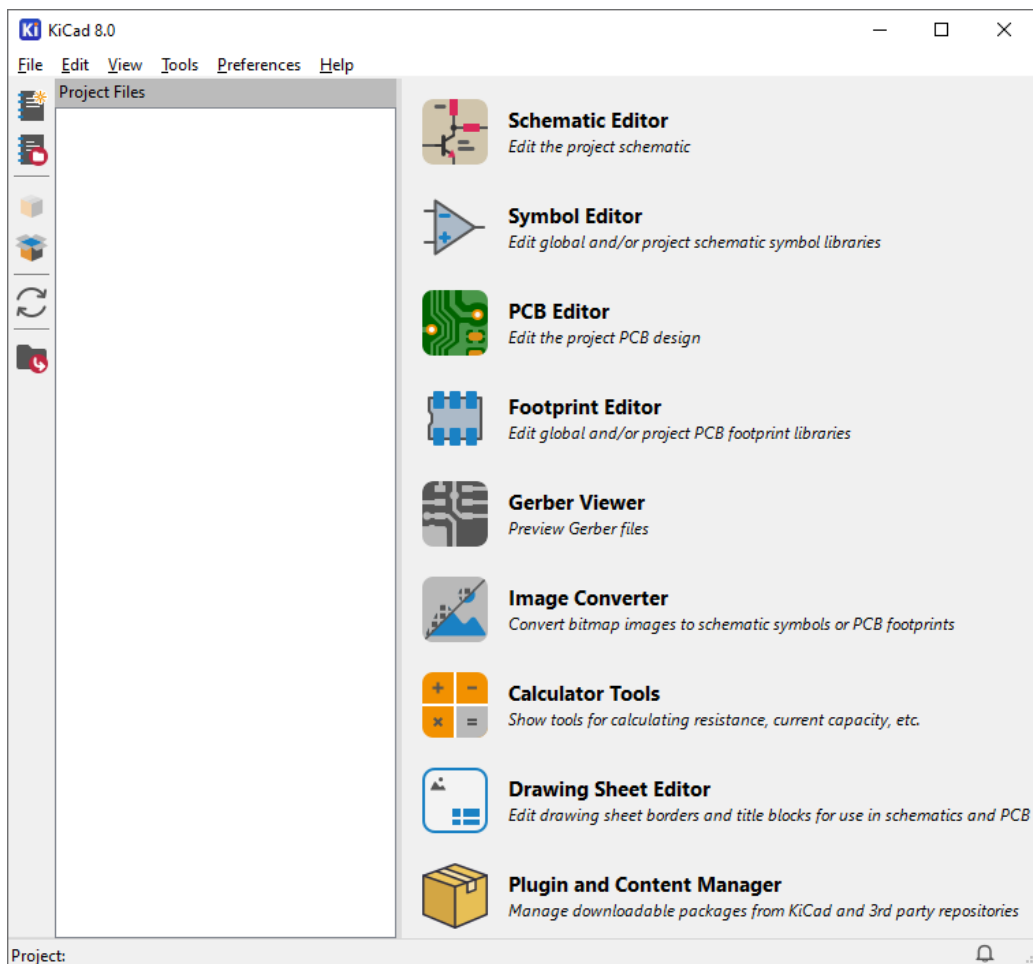 Ki KiCad 8.0
File Edit View Tools Preferences Help
Project Files
Schematic Editor
Edit the project schematic
Symbol Editor
Edit global and/or project schematic symbol libraries
PCB Editor
Edit the project PCB design
Footprint Editor
Edit global and/or project PCB footprint libraries
Gerber Viewer
Preview Gerber files
Image Converter
Convert bitmap images to schematic symbols or PCB footprints
Calculator Tools
Show tools for calculating resistance, current capacity, etc.
Drawing Sheet Editor
Edit drawing sheet borders and title blocks for use in schematics and PCB
Plugin and Content Manager
Manage downloadable packages from KiCad and 3rd party repositories
Project: